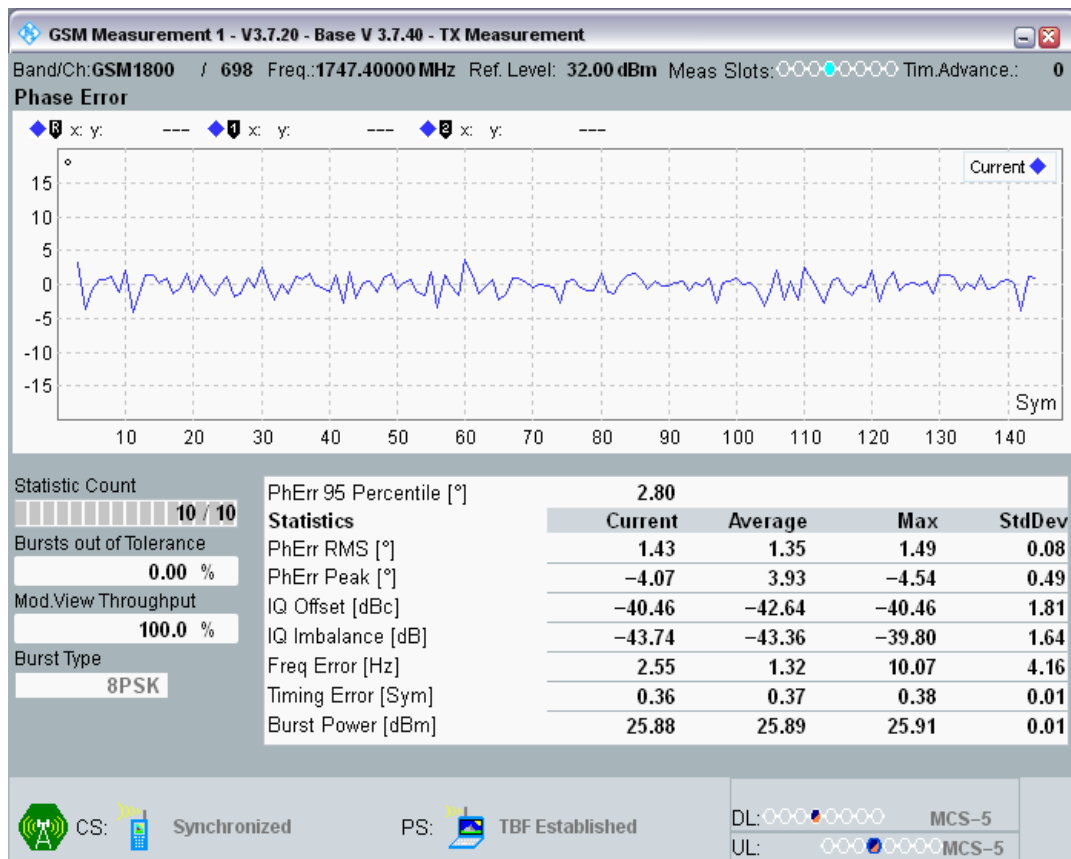 GSM Measurement 1 - V3.7.20 - Base V 3.7.40 - TX Measurement
Band/Ch:GSM1800 / 698 Freq.:1747.40000 MHz Ref. Level: 32.00 dBm Meas Slots: Tim.Advance.: 0
Phase Error
R x: y: --- 1 x: y: --- 2 x: y: ---
°
Current
15
10
5
0
-5
-10
-15
Sym
10 20 30 40 50 60 70 80 90 100 110 120 130 140
Statistic Count
10 / 10
Bursts out of Tolerance
0.00 %
Mod.View Throughput
100.0 %
Burst Type
8PSK
PhErr 95 Percentile [°] 2.80
Statistics Current Average Max StdDev
PhErr RMS [°] 1.43 1.35 1.49 0.08
PhErr Peak [°] −4.07 3.93 −4.54 0.49
IQ Offset [dBc] −40.46 −42.64 −40.46 1.81
IQ Imbalance [dB] −43.74 −43.36 −39.80 1.64
Freq Error [Hz] 2.55 1.32 10.07 4.16
Timing Error [Sym] 0.36 0.37 0.38 0.01
Burst Power [dBm] 25.88 25.89 25.91 0.01
CS: Synchronized PS: TBF Established
DL: MCS−5
UL: MCS−5